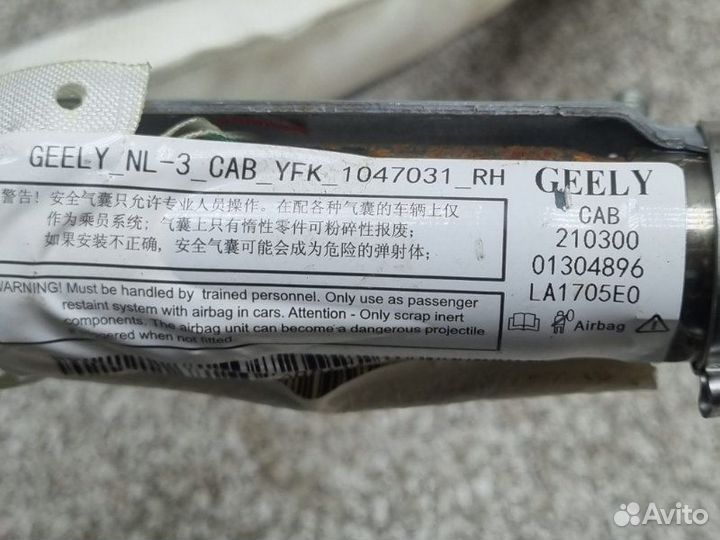 GEELY_NL-3_CAB_YFK_1047031_RH
警告！安全气囊只允许专业人员操作。在配各种气囊的车辆上仅
作为乘员系统；气囊上只有惰性零件可粉碎性报废；
如果安装不正确，安全气囊可能会成为危险的弹射体；
WARNING! Must be handled by trained personnel. Only use as passenger
restaint system with airbag in cars. Attention - Only scrap inert
components. The airbag unit can become a dangerous projectile
when not fitted.
GEELY
CAB
210300
01304896
LA1705E0
Airbag
Avito